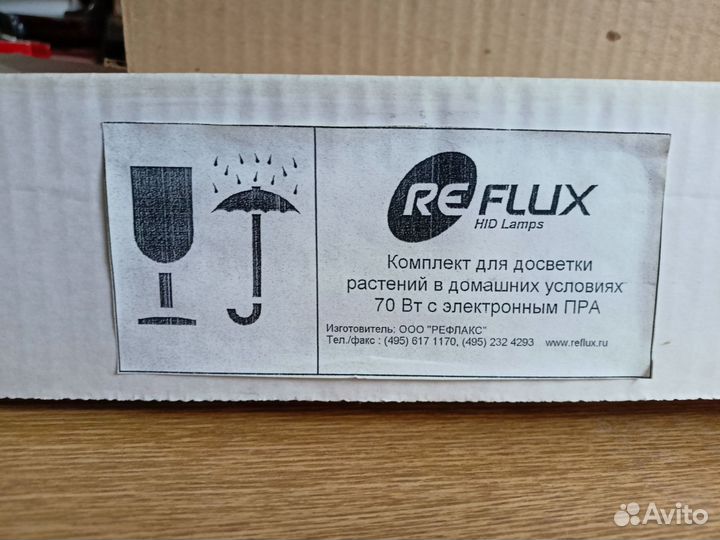 REFLUX
HID Lamps
Комплект для досветки
растений в домашних условиях
70 Вт с электронным ПРА
Изготовитель: ООО "РЕФЛАКС"
Тел./факс : (495) 617 1170, (495) 232 4293 www.reflux.ru
Avito